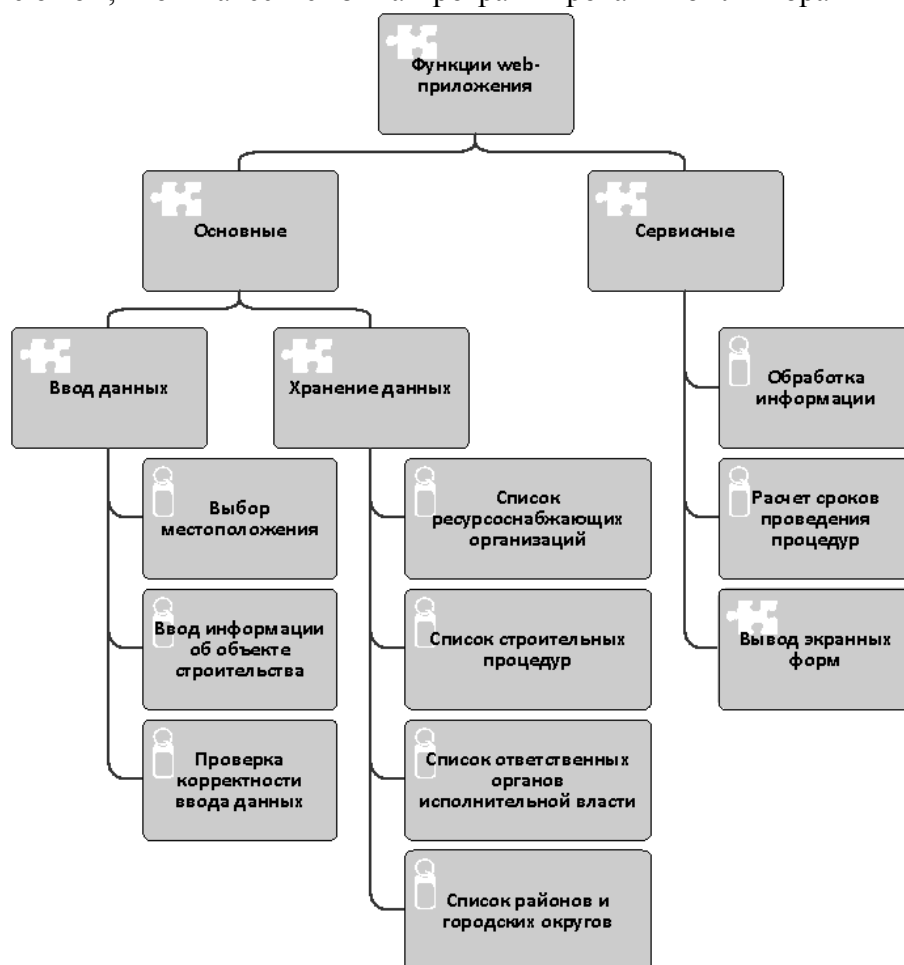 Функции web-
приложения
Основные
Сервисные
Ввод данных
Хранение данных
Обработка
информации
Выбор
местоположения
Список
ресурсоснабжающих
организаций
Расчет сроков
проведения
процедур
Ввод информации
об объекте
строительства
Список строительных
процедур
Вывод экранных
форм
Проверка
корректности
ввода данных
Список ответственных
органов
исполнительной власти
Список районов и
городских округов